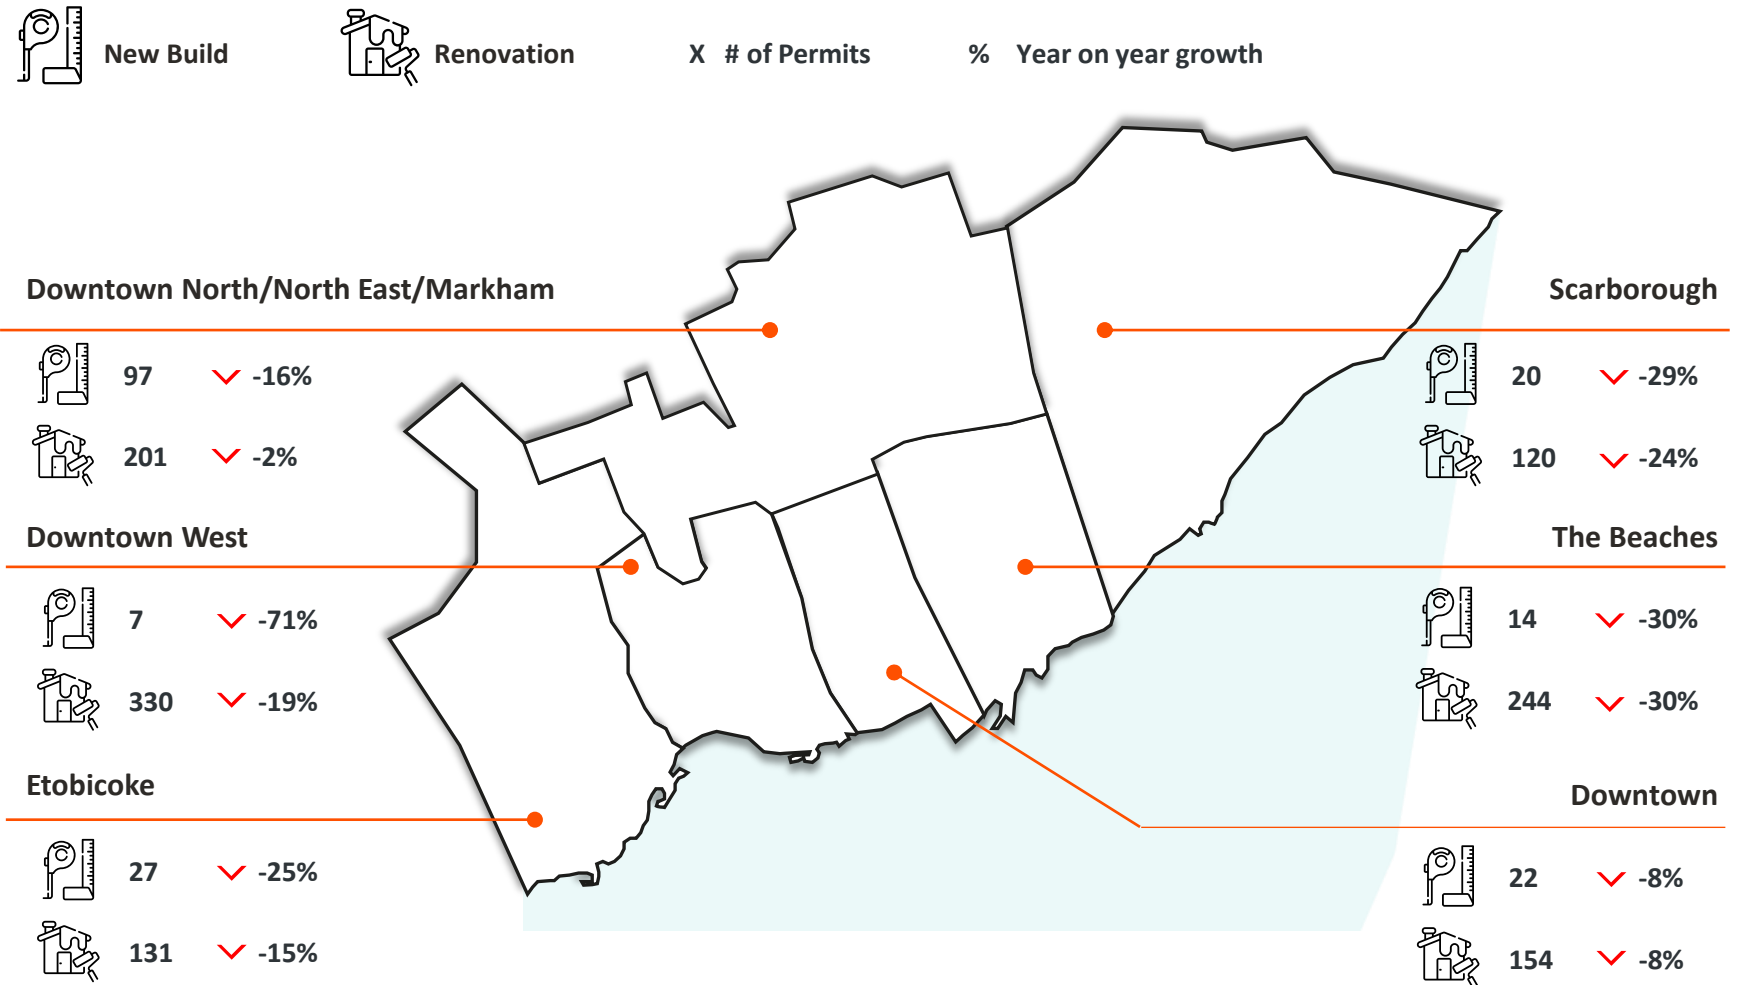 New Build
Renovation
X # of Permits
% Year on year growth
Downtown North/North East/Markham
97 -16%
201 -2%
Downtown West
7 -71%
330 -19%
Etobicoke
27 -25%
131 -15%
Scarborough
20 -29%
120 -24%
The Beaches
14 -30%
244 -30%
Downtown
22 -8%
154 -8%